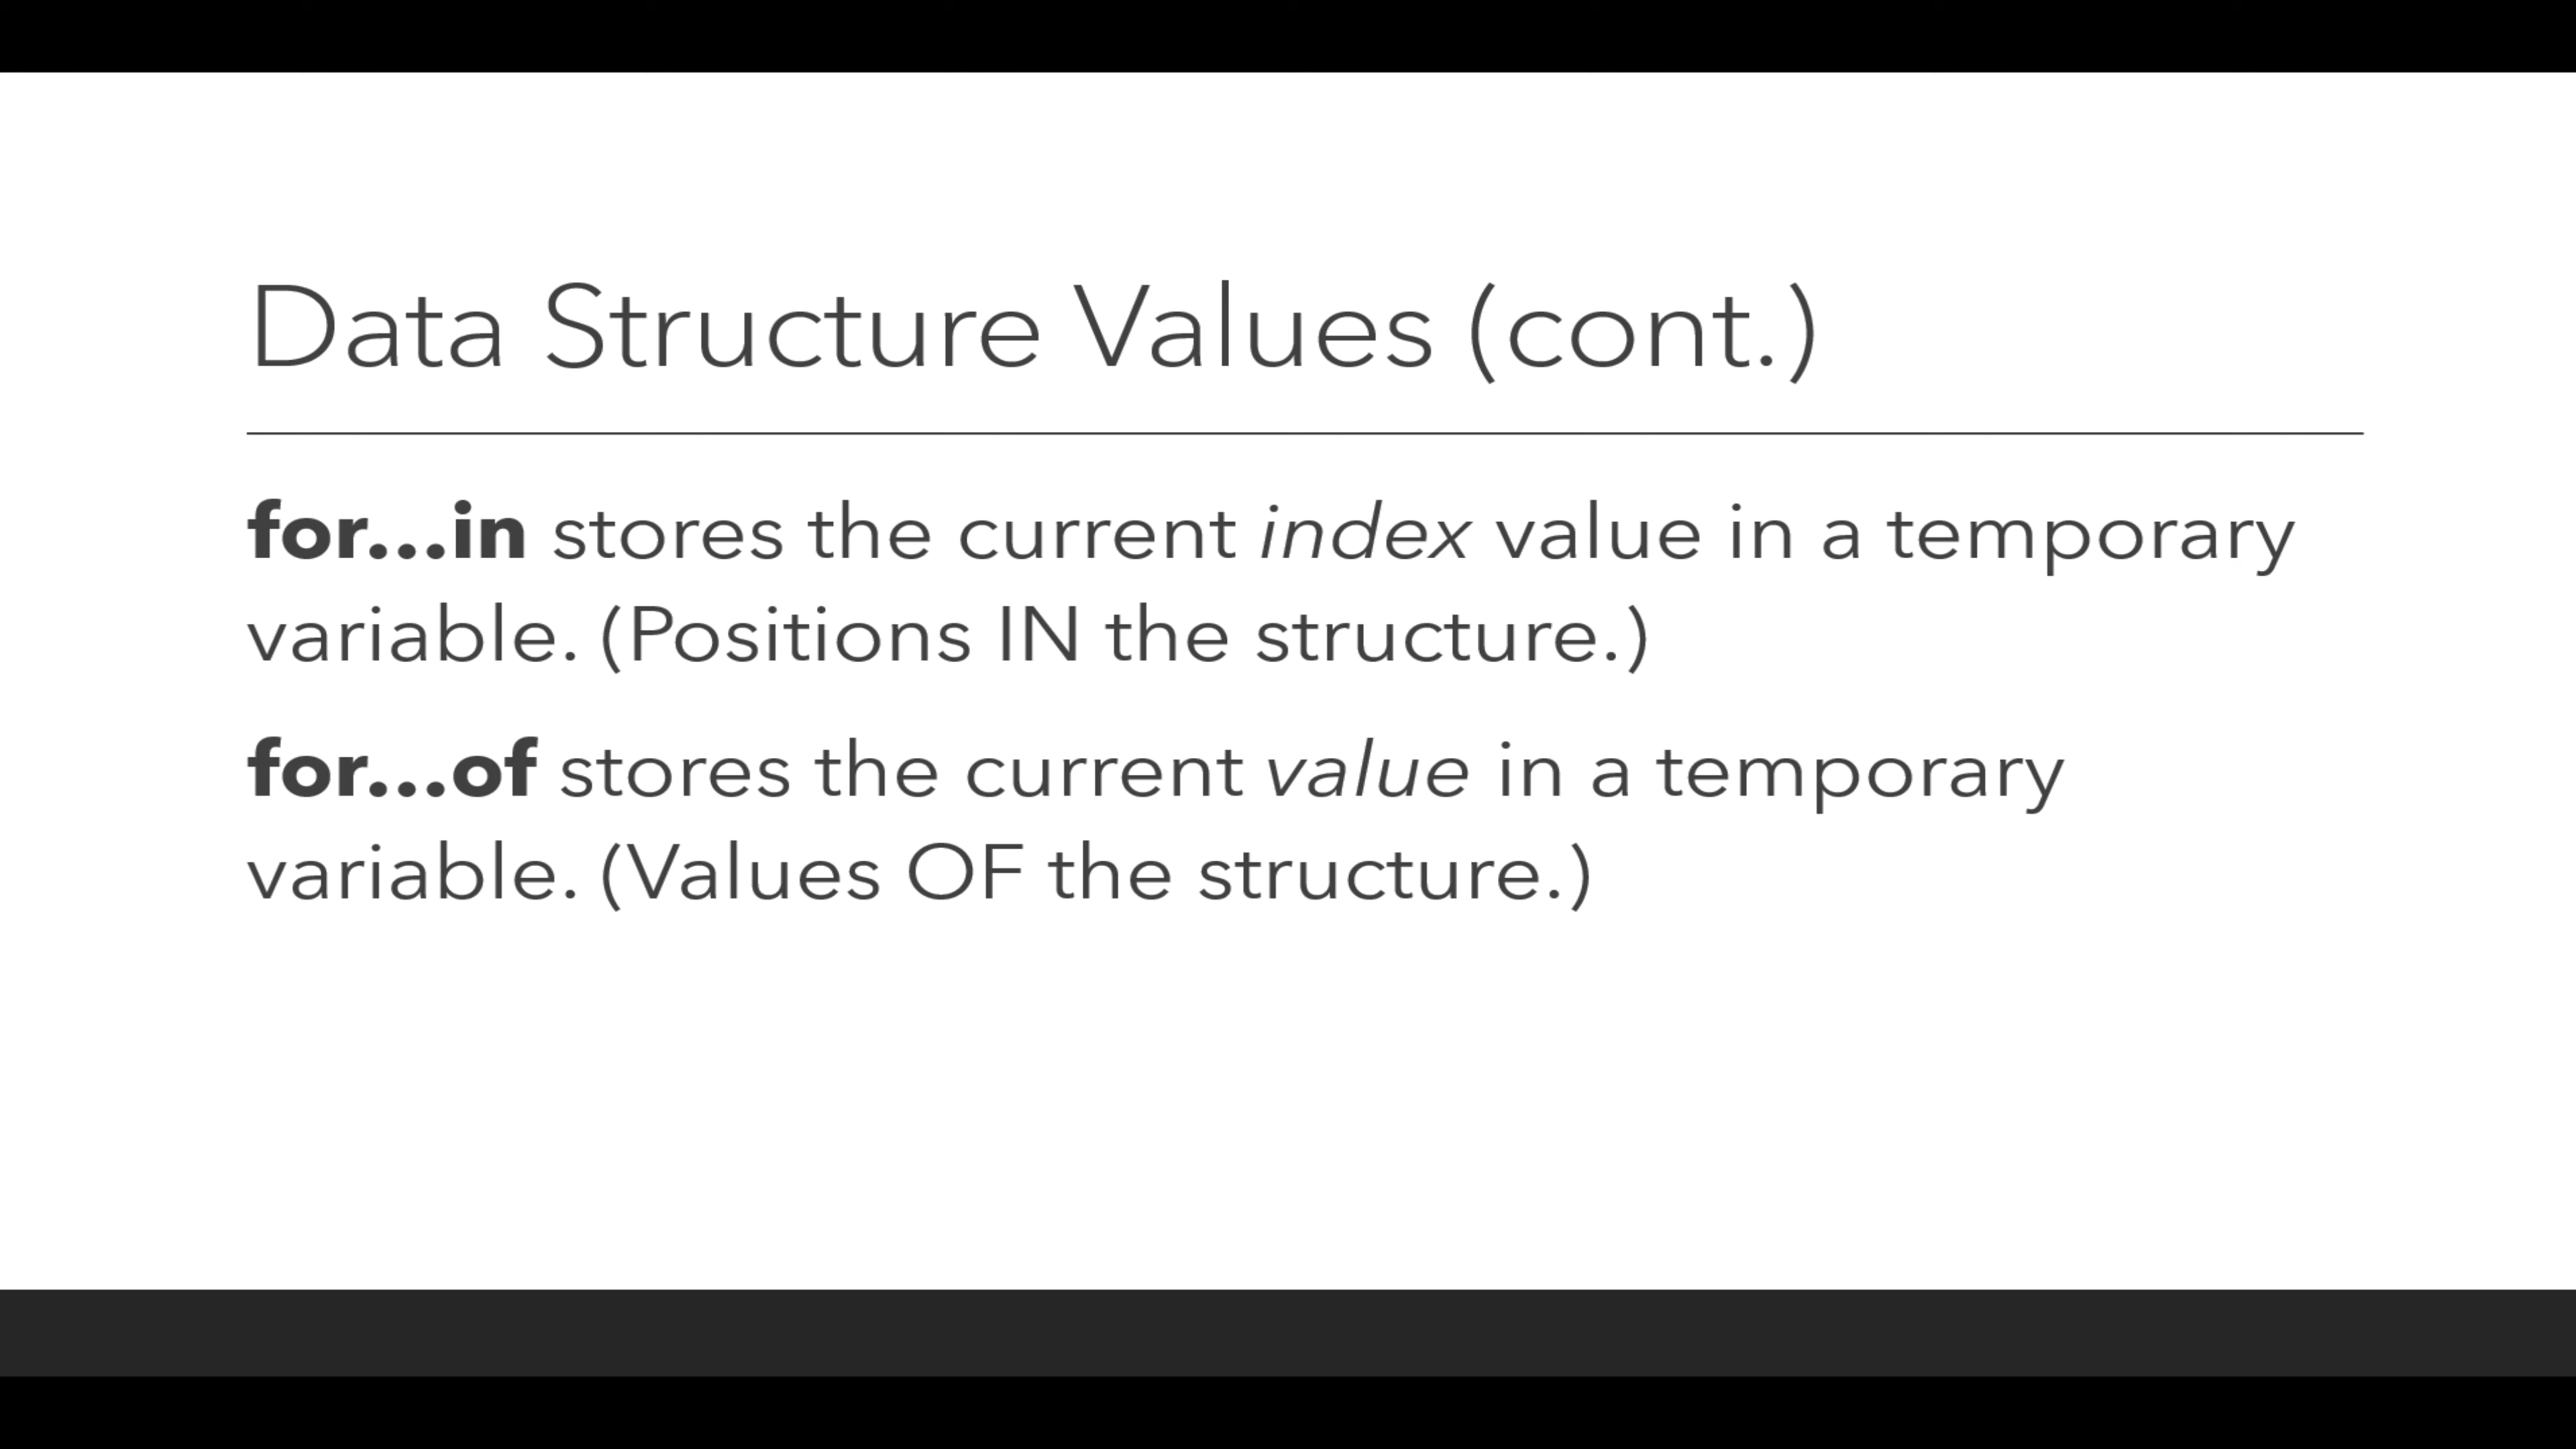 Data Structure Values (cont.)
for…in stores the current index value in a temporary
variable. (Positions IN the structure.)
for…of stores the current value in a temporary
variable. (Values OF the structure.)